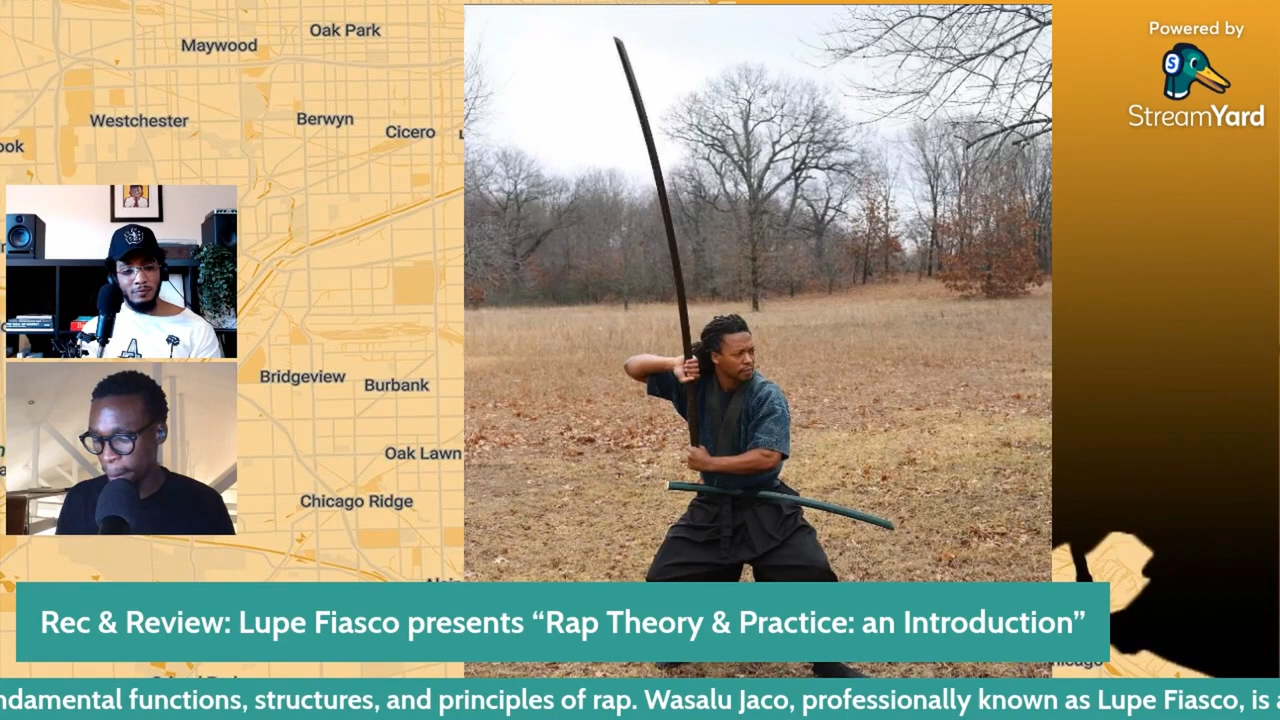 Oak Park
Maywood
Westchester
Berwyn
Cicero
ook
Bridgeview
Burbank
Oak Lawn
Chicago Ridge
Powered by
StreamYard
Rec & Review: Lupe Fiasco presents “Rap Theory & Practice: an Introduction”
ndamental functions, structures, and principles of rap. Wasalu Jaco, professionally known as Lupe Fiasco, is a